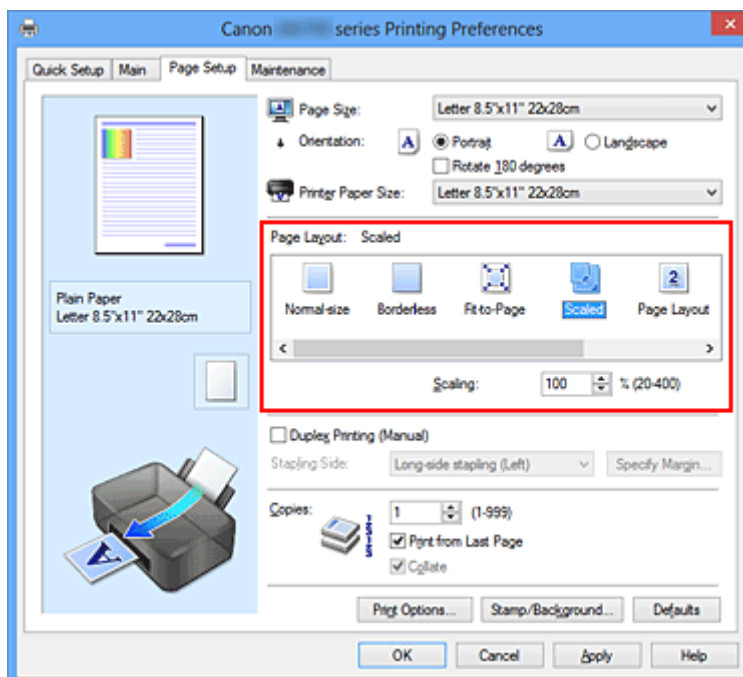 Canon series Printing Preferences
Quick Setup Main Page Setup Maintenance
Page Size: Letter 8.5"x11" 22x28cm
Orientation: A Portrait A Landscape
Rotate 180 degrees
Printer Paper Size: Letter 8.5"x11" 22x28cm
Page Layout: Scaled
Normal-size Borderless Fit-to-Page Scaled Page Layout
Scaling: 100 % (20-400)
Plain Paper
Letter 8.5"x11" 22x28cm
Duplex Printing (Manual)
Stapling Side: Long-side stapling (Left) Specify Margin...
Copies: 1 (1-999)
Print from Last Page
Collate
Print Options... Stamp/Background... Defaults
OK Cancel Apply Help